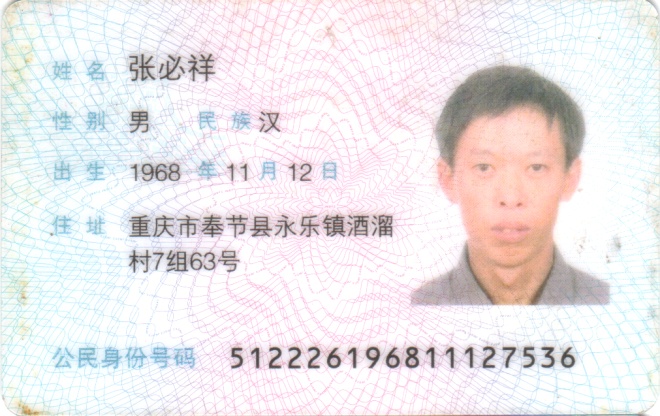 姓名 张必祥
性别 男 民族 汉
出生 1968 年 11 月 12 日
住址 重庆市奉节县永乐镇酒溜
村7组63号
公民身份号码 512226196811127536